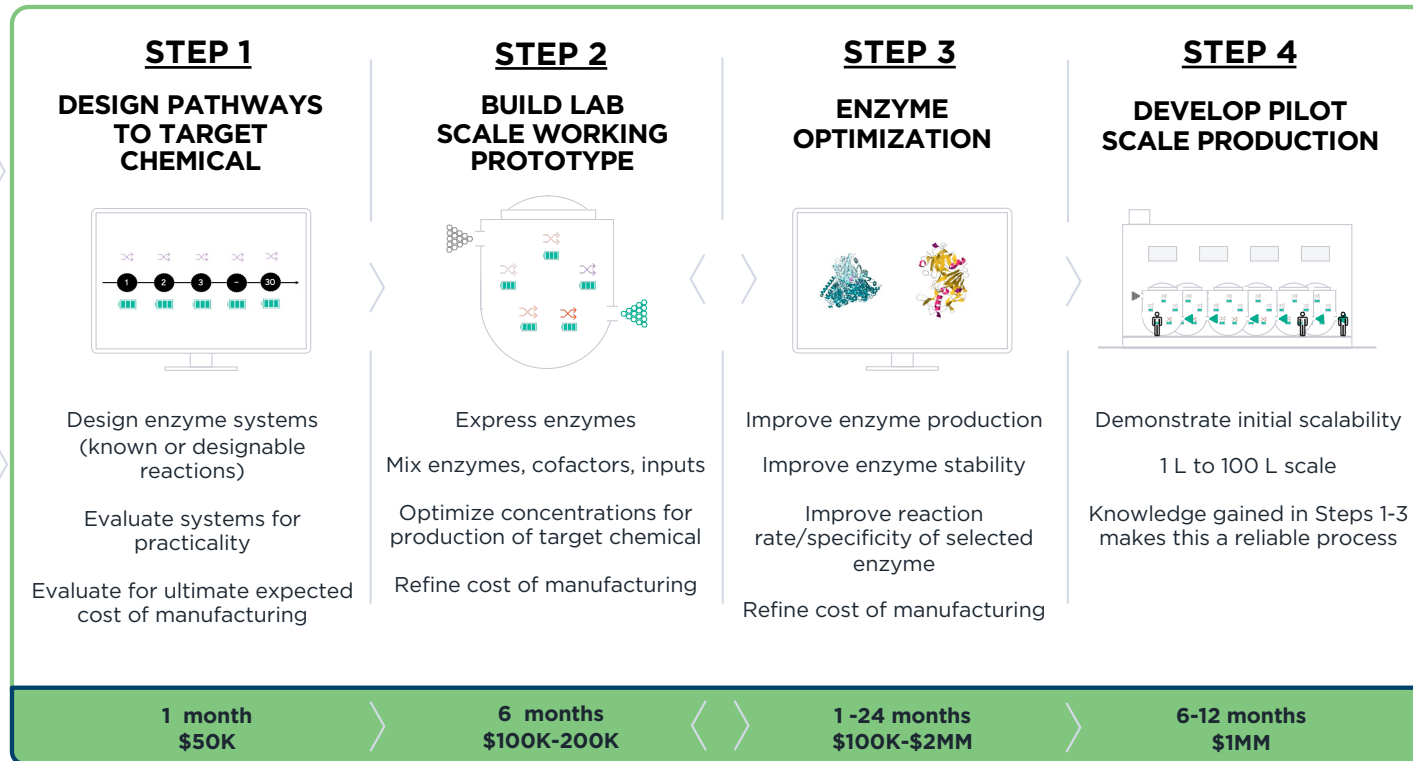 STEP 1
DESIGN PATHWAYS
TO TARGET
CHEMICAL
1 2 3 - 30
Design enzyme systems
(known or designable
reactions)
Evaluate systems for
practicality
Evaluate for ultimate expected
cost of manufacturing
1 month
$50K
STEP 2
BUILD LAB
SCALE WORKING
PROTOTYPE
Express enzymes
Mix enzymes, cofactors, inputs
Optimize concentrations for
production of target chemical
Refine cost of manufacturing
6 months
$100K-200K
STEP 3
ENZYME
OPTIMIZATION
Improve enzyme production
Improve enzyme stability
Improve reaction
rate/specificity of selected
enzyme
Refine cost of manufacturing
1 -24 months
$100K-$2MM
STEP 4
DEVELOP PILOT
SCALE PRODUCTION
Demonstrate initial scalability
1 L to 100 L scale
Knowledge gained in Steps 1-3
makes this a reliable process
6-12 months
$1MM